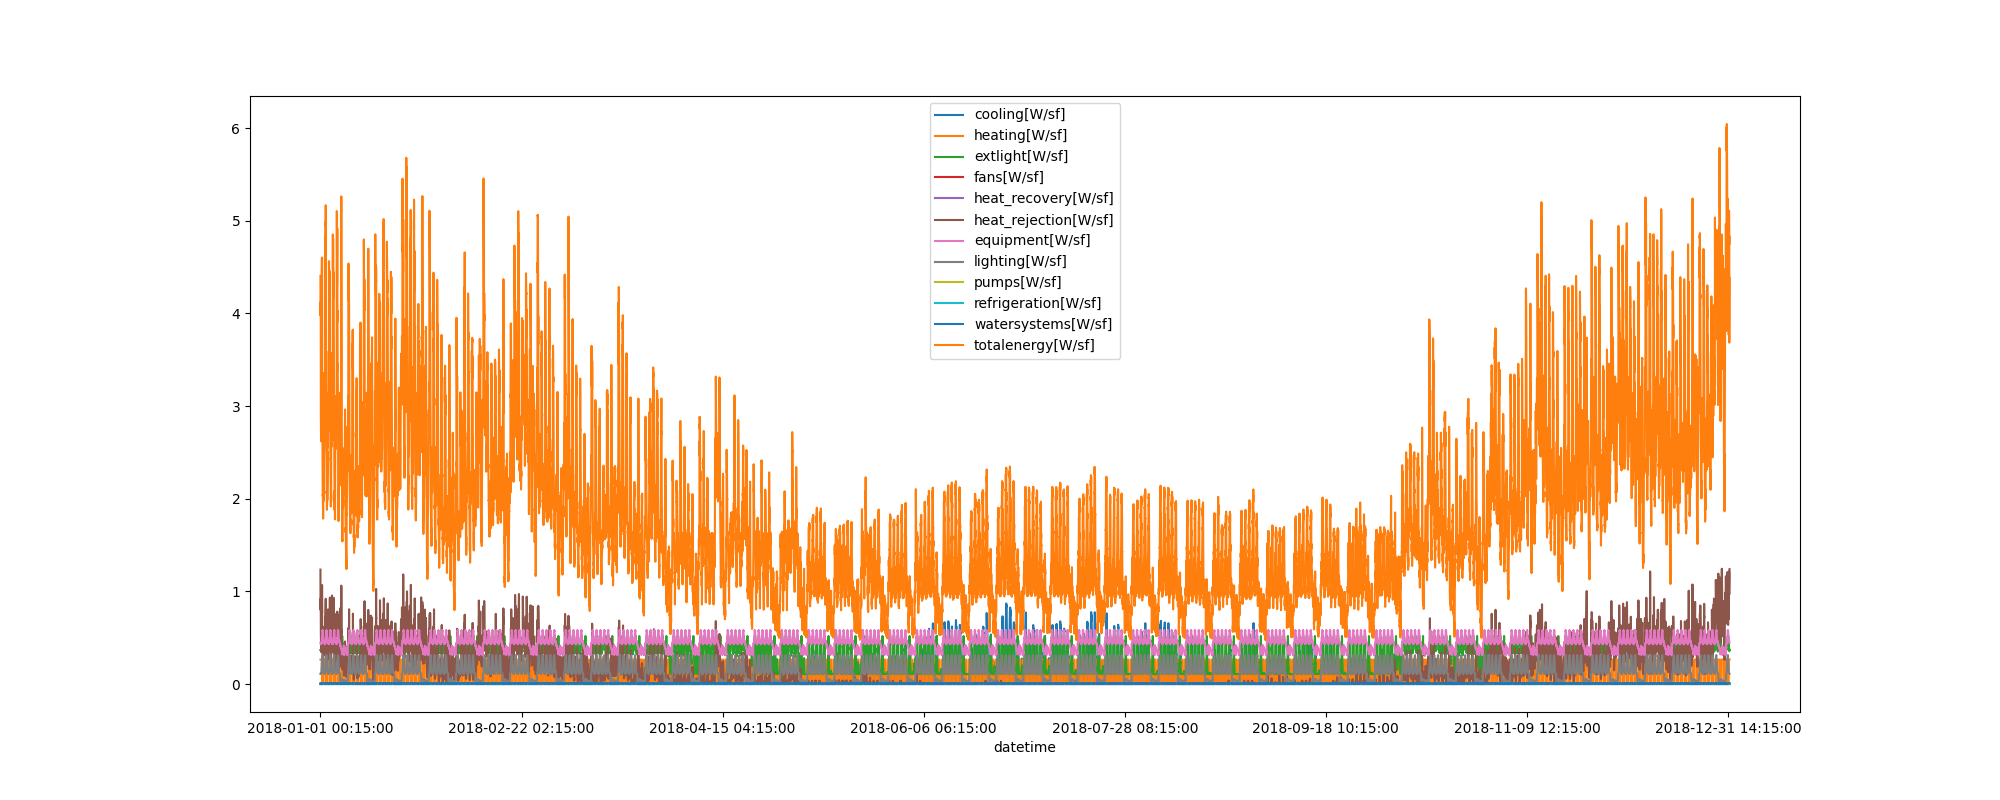 cooling[W/sf]
heating[W/sf]
extlight[W/sf]
fans[W/sf]
heat_recovery[W/sf]
heat_rejection[W/sf]
equipment[W/sf]
lighting[W/sf]
pumps[W/sf]
refrigeration[W/sf]
watersystems[W/sf]
totalenergy[W/sf]
6
5
4
3
2
1
0
2018-01-01 00:15:00 2018-02-22 02:15:00 2018-04-15 04:15:00 2018-06-06 06:15:00 2018-07-28 08:15:00 2018-09-18 10:15:00 2018-11-09 12:15:00 2018-12-31 14:15:00
datetime